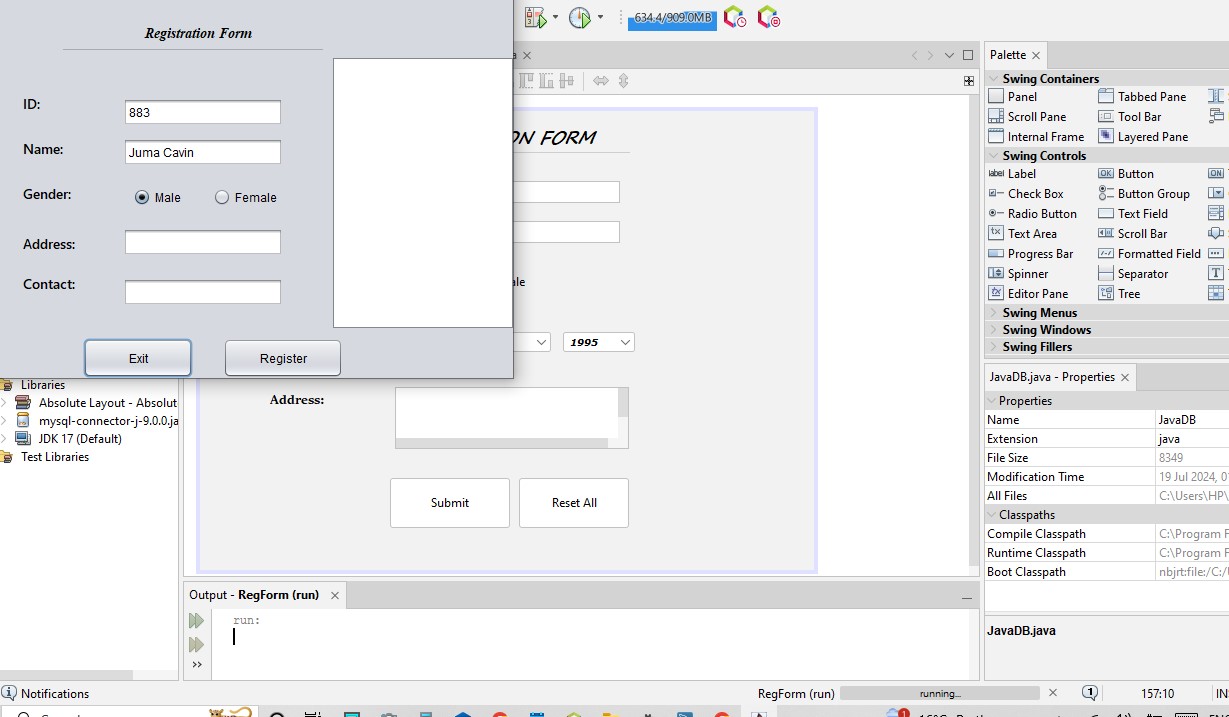 Registration Form
ID:
883
Name:
Juma Cavin
Gender:
Male
Female
Address:
Contact:
Exit
Register
634.4/909.0MB
ON FORM
1995
Address:
Submit
Reset All
Libraries
Absolute Layout - Absolut
mysql-connector-j-9.0.0.ja
JDK 17 (Default)
Test Libraries
Output - RegForm (run)
run:
Palette
Swing Containers
Panel
Tabbed Pane
Scroll Pane
Tool Bar
Internal Frame
Layered Pane
Swing Controls
Label
Button
Check Box
Button Group
Radio Button
Text Field
Text Area
Scroll Bar
Progress Bar
Formatted Field
Spinner
Separator
Editor Pane
Tree
Swing Menus
Swing Windows
Swing Fillers
JavaDB.java - Properties
Properties
Name
JavaDB
Extension
java
File Size
8349
Modification Time
19 Jul 2024, 0
All Files
C:\Users\HP\
Classpaths
Compile Classpath
C:\Program F
Runtime Classpath
C:\Program F
Boot Classpath
nbjrt:file:/C:/
JavaDB.java
Notifications
RegForm (run)
running...
1
157:10
IN